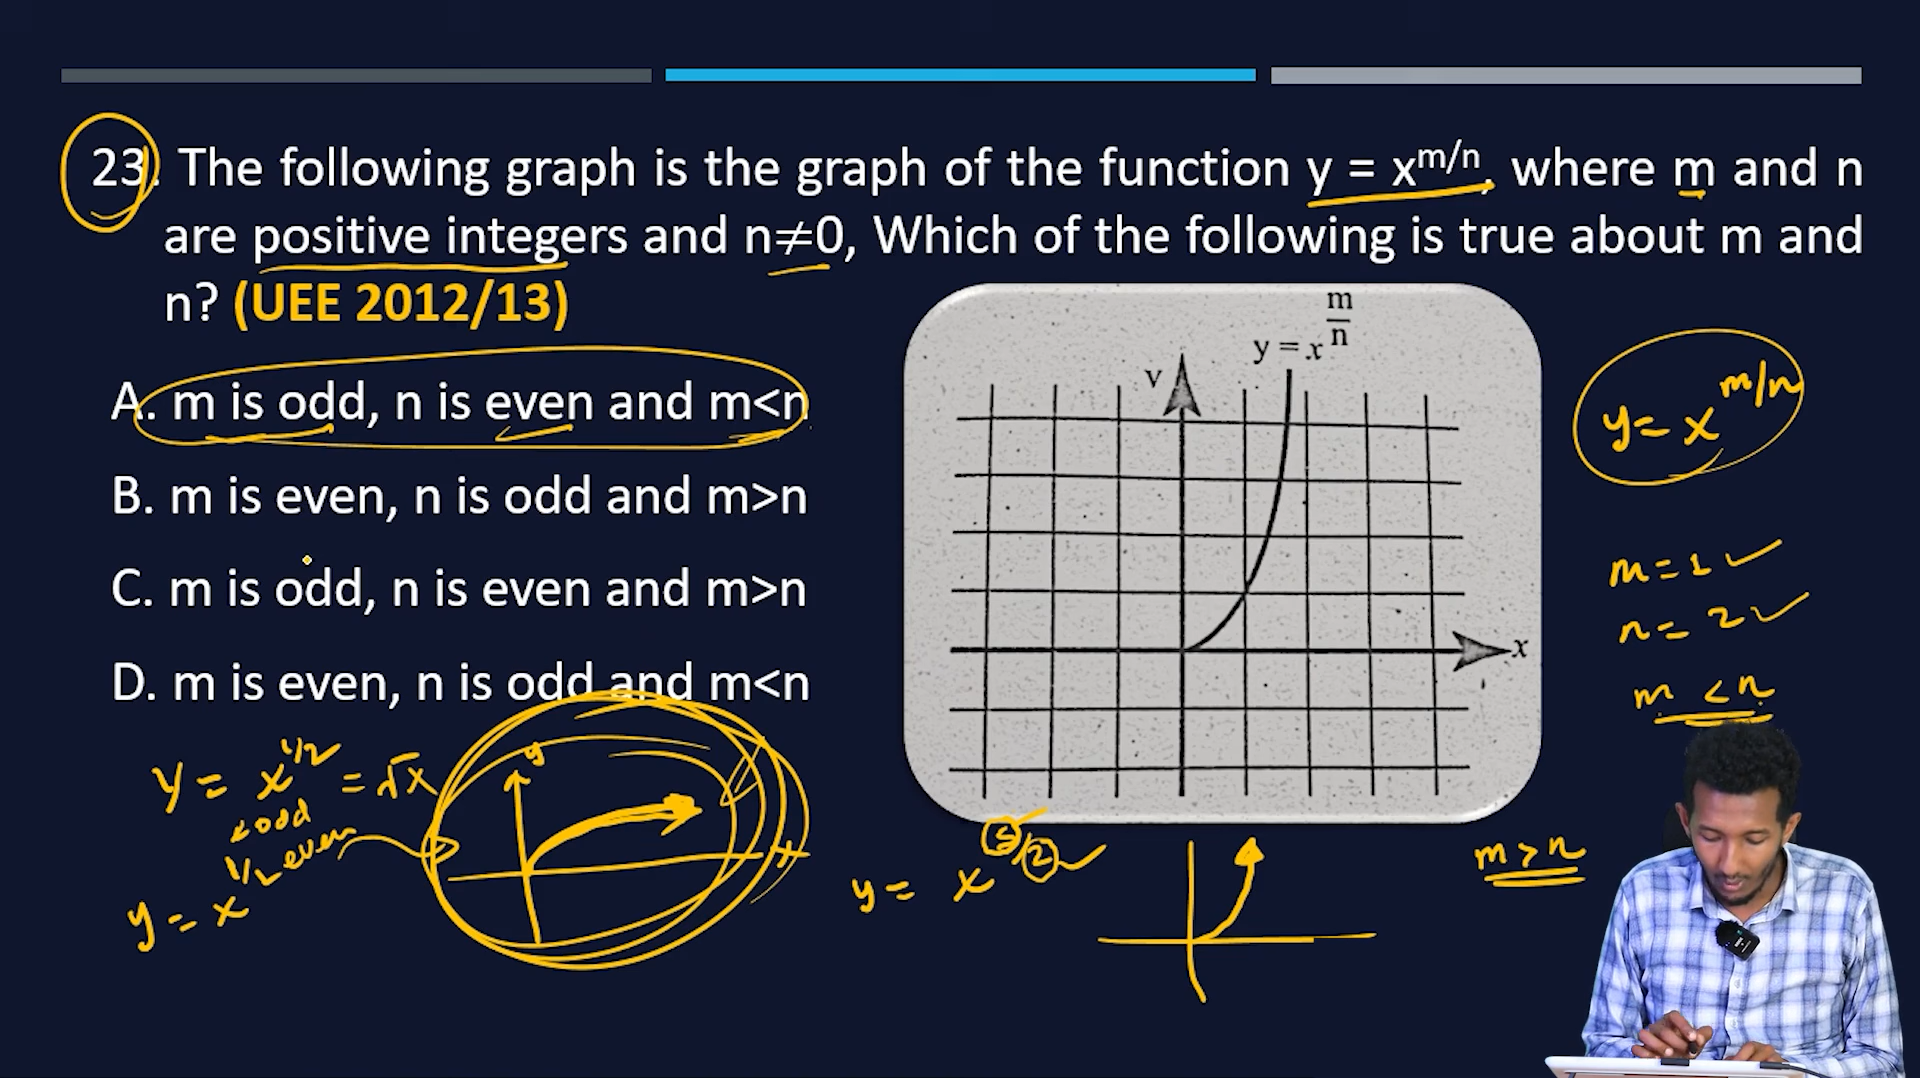 23. The following graph is the graph of the function y = x^m/n, where m and n
are positive integers and n≠0, Which of the following is true about m and
n? (UEE 2012/13)
A. m is odd, n is even and m<n
B. m is even, n is odd and m>n
C. m is odd, n is even and m>n
D. m is even, n is odd and m<n
y = x^m/n
y
x
y = x^m/n
m = 1
n = 2
m < n
y = x^1/2 = √x
odd
even
y = x^1/2
y
x
y = x^5/2
m > n